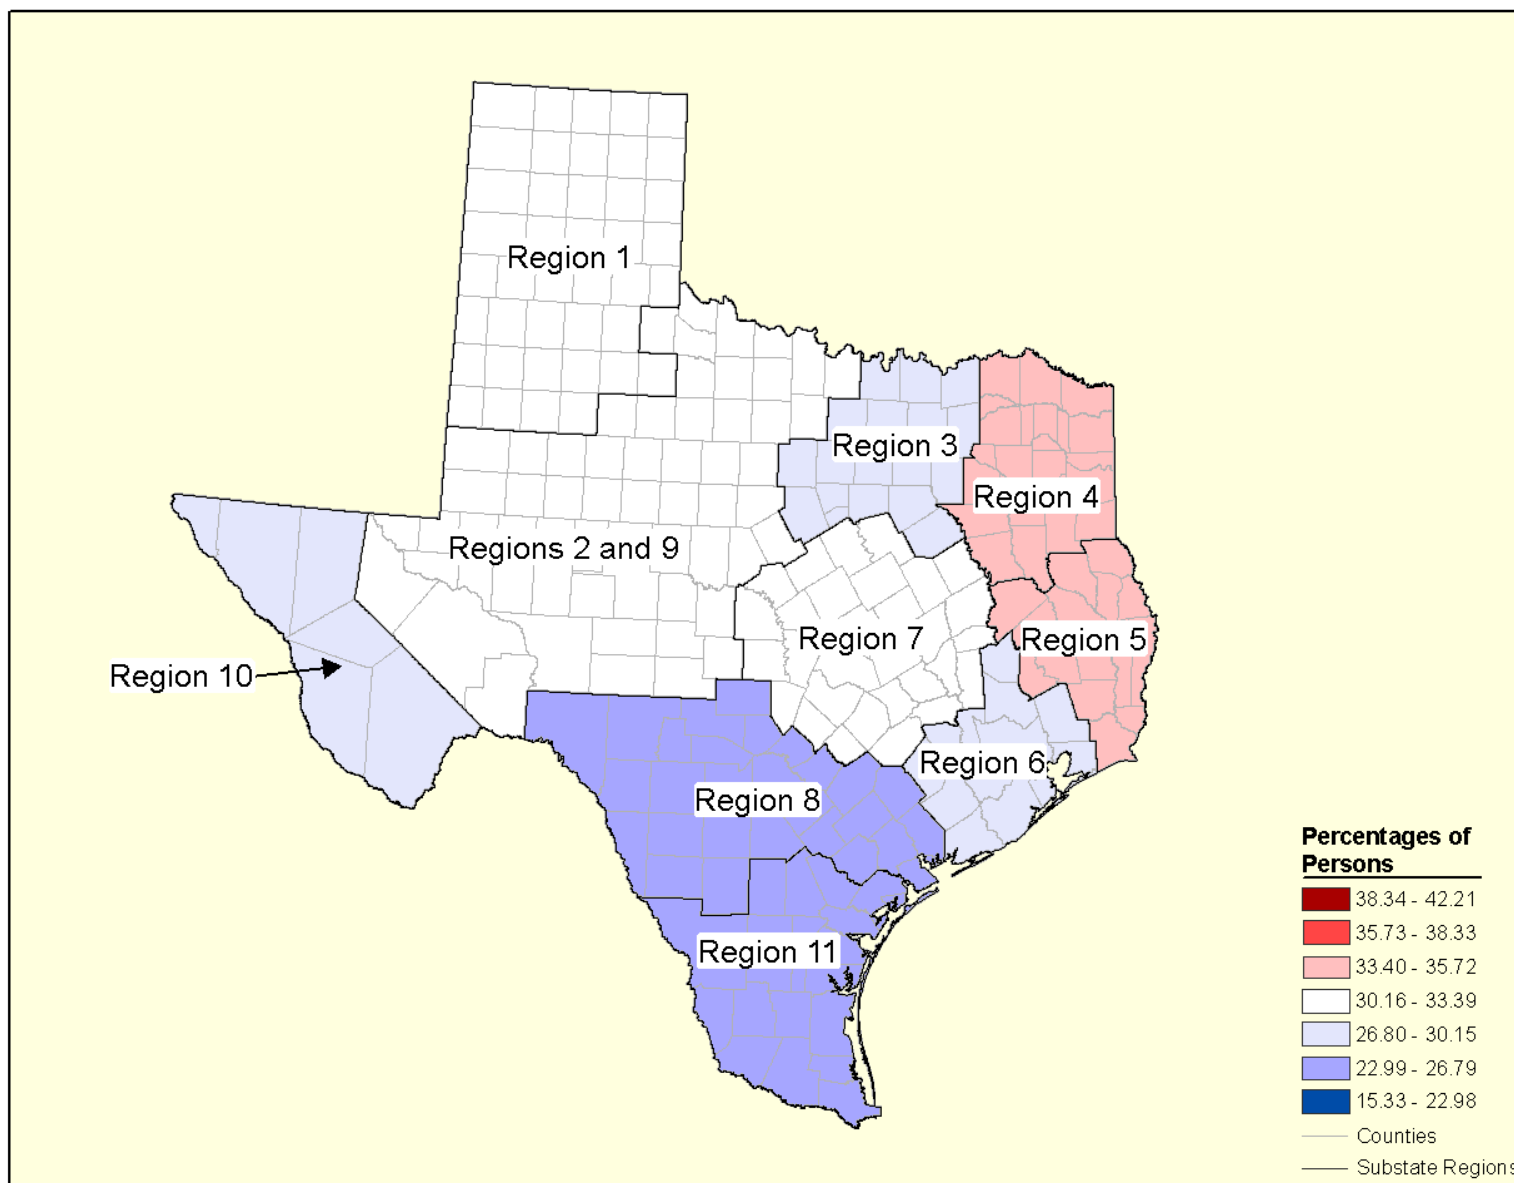 Region 1
Region 3
Region 4
Regions 2 and 9
Region 7
Region 5
Region 10
Region 6
Region 8
Region 11
Percentages of
Persons
38.34 - 42.21
35.73 - 38.33
33.40 - 35.72
30.16 - 33.39
26.80 - 30.15
22.99 - 26.79
15.33 - 22.98
Counties
Substate Regions